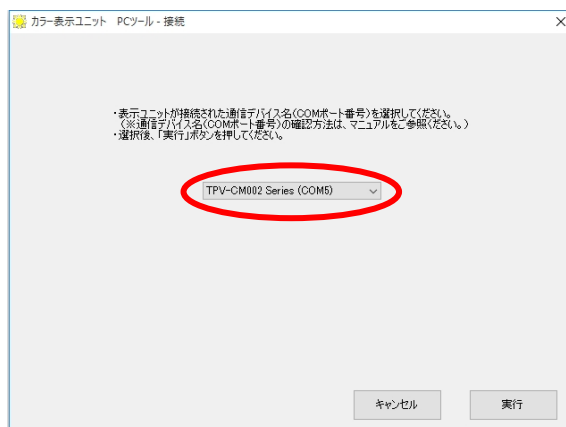 カラー表示ユニット PCツール - 接続
・表示ユニットが接続された通信デバイス名(COMポート番号)を選択してください。
(※通信デバイス名(COMポート番号)の確認方法は、マニュアルをご参照ください。)
・選択後、「実行」ボタンを押してください。
TPV-CM002 Series (COM5)
キャンセル
実行